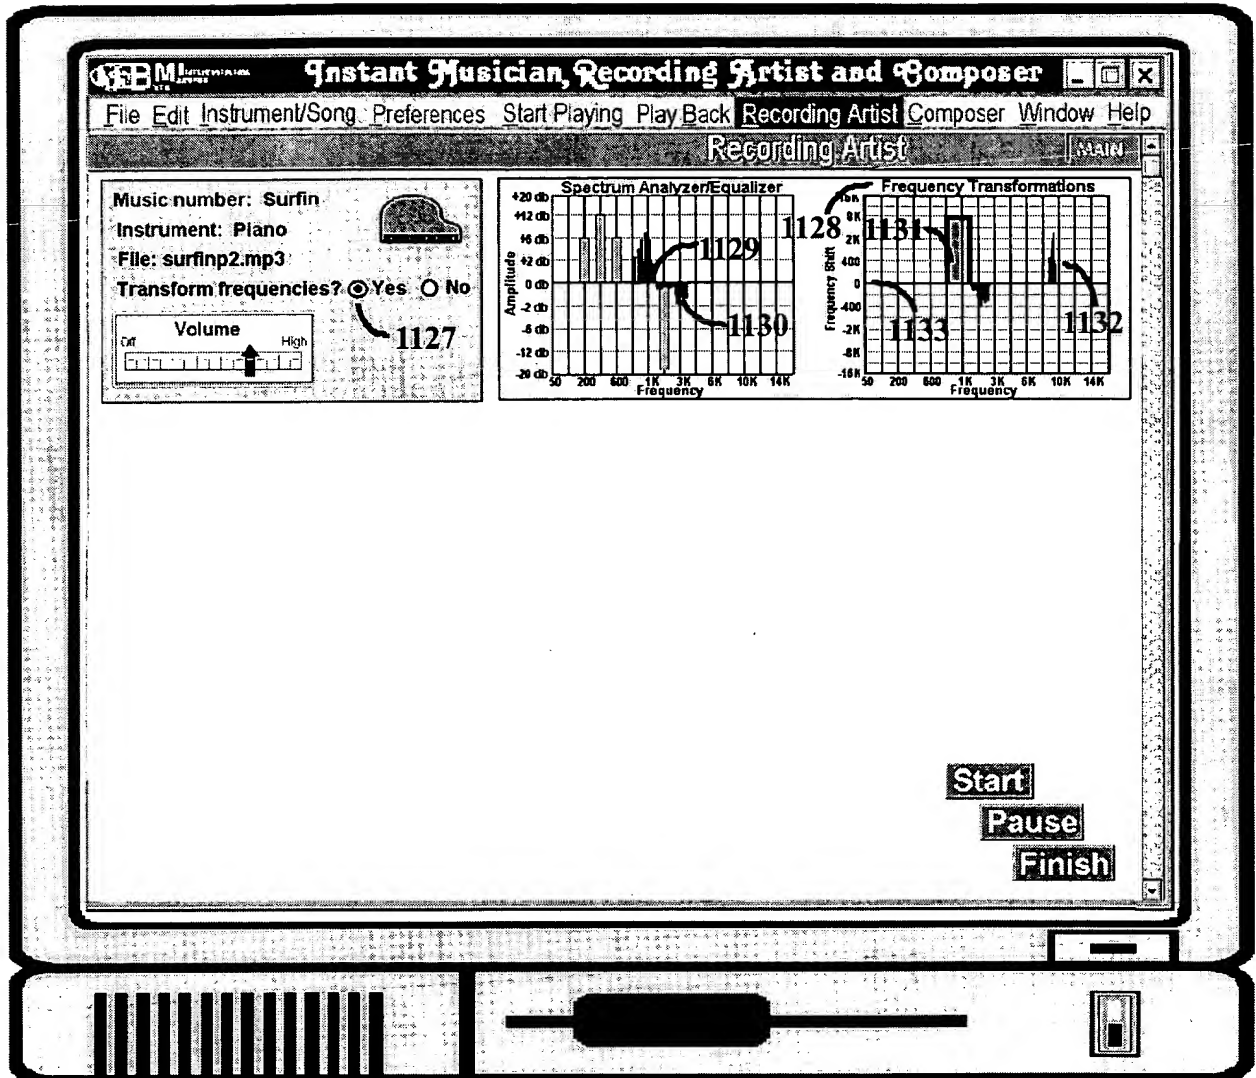 Instant Musician, Recording Artist and Composer
File Edit Instrument/Song Preferences Start Playing Play Back Recording Artist Composer Window Help
Recording Artist MAIN
Music number: Surfin
Instrument: Piano
File: surfinp2.mp3
Transform frequencies? Yes No
1127
Volume
Off High
Spectrum Analyzer/Equalizer
Amplitude
+20 db
+12 db
+6 db
+2 db
0 db
-2 db
-6 db
-12 db
-20 db
50 200 600 1K 3K 6K 10K 14K
Frequency
1129
1130
1128
Frequency Transformations
Frequency Shift
16K
8K
2K
400
0
-400
-2K
-8K
-16K
50 200 600 1K 3K 6K 10K 14K
Frequency
1131
1133
1132
Start
Pause
Finish